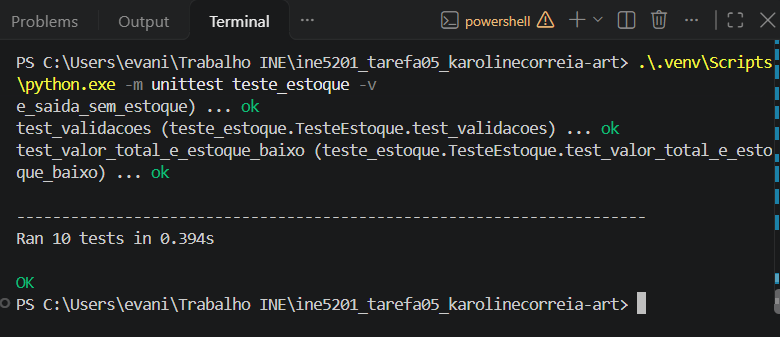 Problems Output Terminal ··· powershell
PS C:\Users\evani\Trabalho INE\ine5201_tarefa05_karolinecorreia-art> .\.venv\Scripts
\python.exe -m unittest teste_estoque -v
e_saida_sem_estoque) ... ok
test_validacoes (teste_estoque.TesteEstoque.test_validacoes) ... ok
test_valor_total_e_estoque_baixo (teste_estoque.TesteEstoque.test_valor_total_e_esto
que_baixo) ... ok
----------------------------------------------------------------------
Ran 10 tests in 0.394s
OK
PS C:\Users\evani\Trabalho INE\ine5201_tarefa05_karolinecorreia-art>